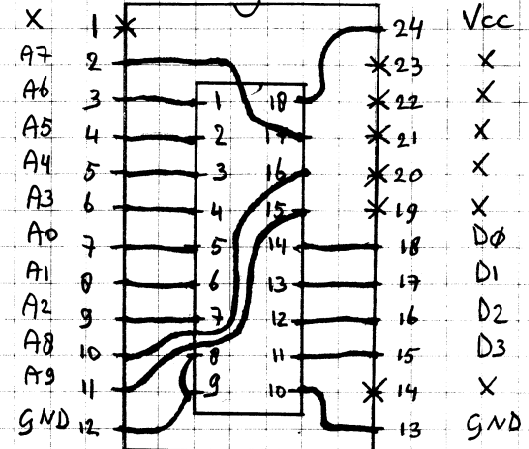 X 1 24 Vcc
A7 2 23 X
A6 3 1 18 22 X
A5 4 2 17 21 X
A4 5 3 16 20 X
A3 6 4 15 19 X
A0 7 5 14 18 DØ
A1 8 6 13 17 D1
A2 9 7 12 16 D2
A8 10 8 11 15 D3
A9 11 9 10 14 X
GND 12 13 GND